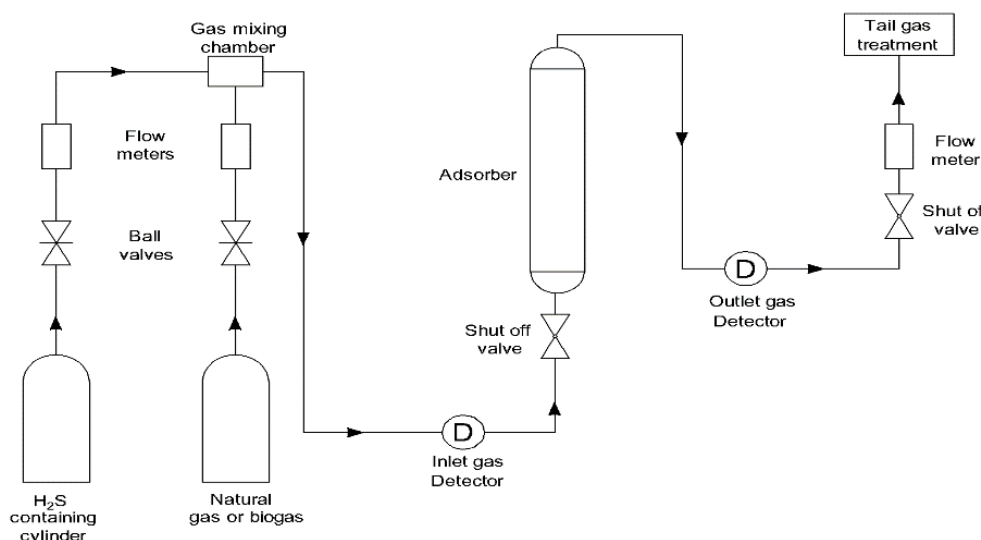 Gas mixing
chamber
Tail gas
treatment
Flow
meters
Flow
meter
Adsorber
Ball
valves
Shut of
valve
D
Outlet gas
Detector
Shut off
valve
D
Inlet gas
Detector
H₂S
containing
cylinder
Natural
gas or biogas